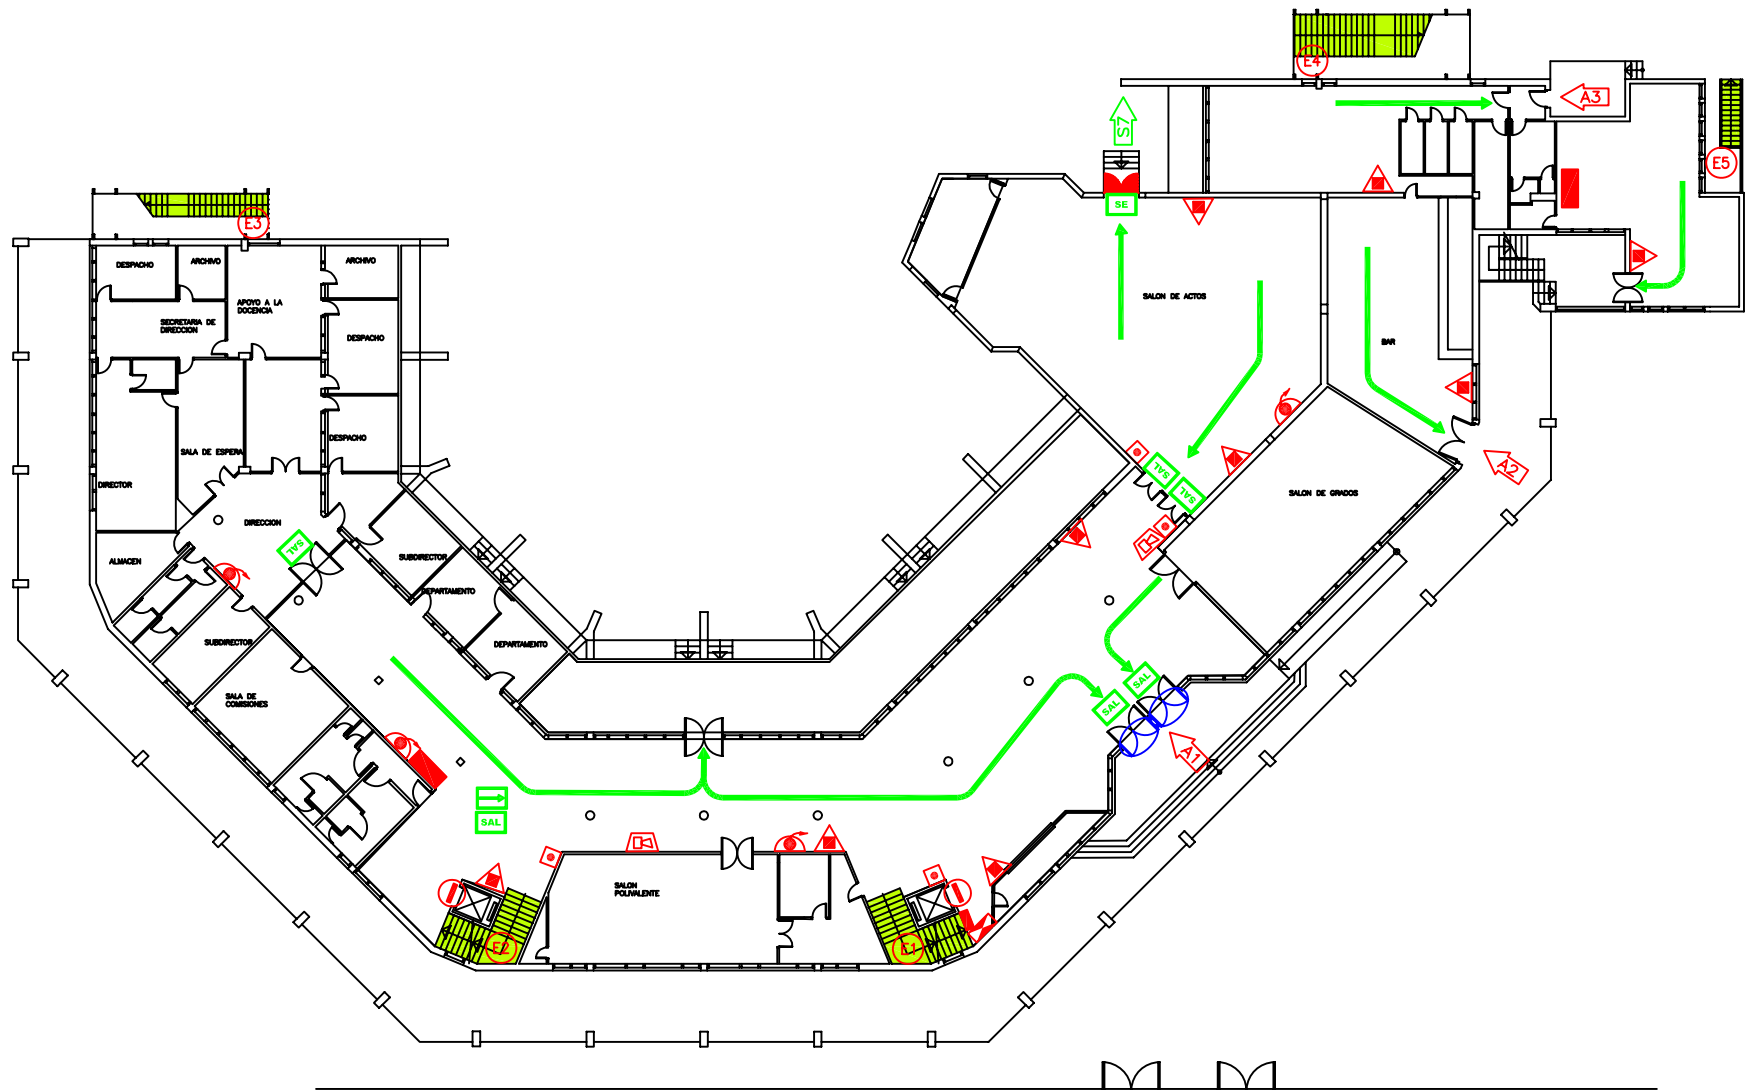 E4
A3
S7
E5
E3
SE
DESPACHO
ARCHIVO
ARCHIVO
APOYO A LA
DOCENCIA
SALON DE ACTOS
SECRETARIA DE
DIRECCION
DESPACHO
BAR
DESPACHO
SALA DE ESPERA
SAL
A2
DIRECTOR
SAL
SALON DE GRADOS
DIRECCION
SAL
ALMACEN
SUBDIRECTOR
DEPARTAMENTO
SUBDIRECTOR
DEPARTAMENTO
SAL
SALA DE
COMISIONES
SAL
A1
SAL
SALON
POLIVALENTE
E2
E1